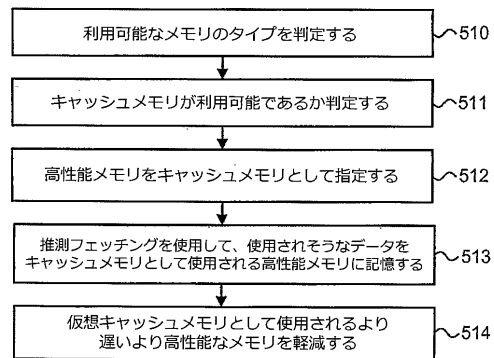 利用可能なメモリのタイプを判定する
510
キャッシュメモリが利用可能であるか判定する
511
高性能メモリをキャッシュメモリとして指定する
512
推測フェッチングを使用して、使用されそうなデータを
キャッシュメモリとして使用される高性能メモリに記憶する
513
仮想キャッシュメモリとして使用されるより
遅いより高性能なメモリを軽減する
514